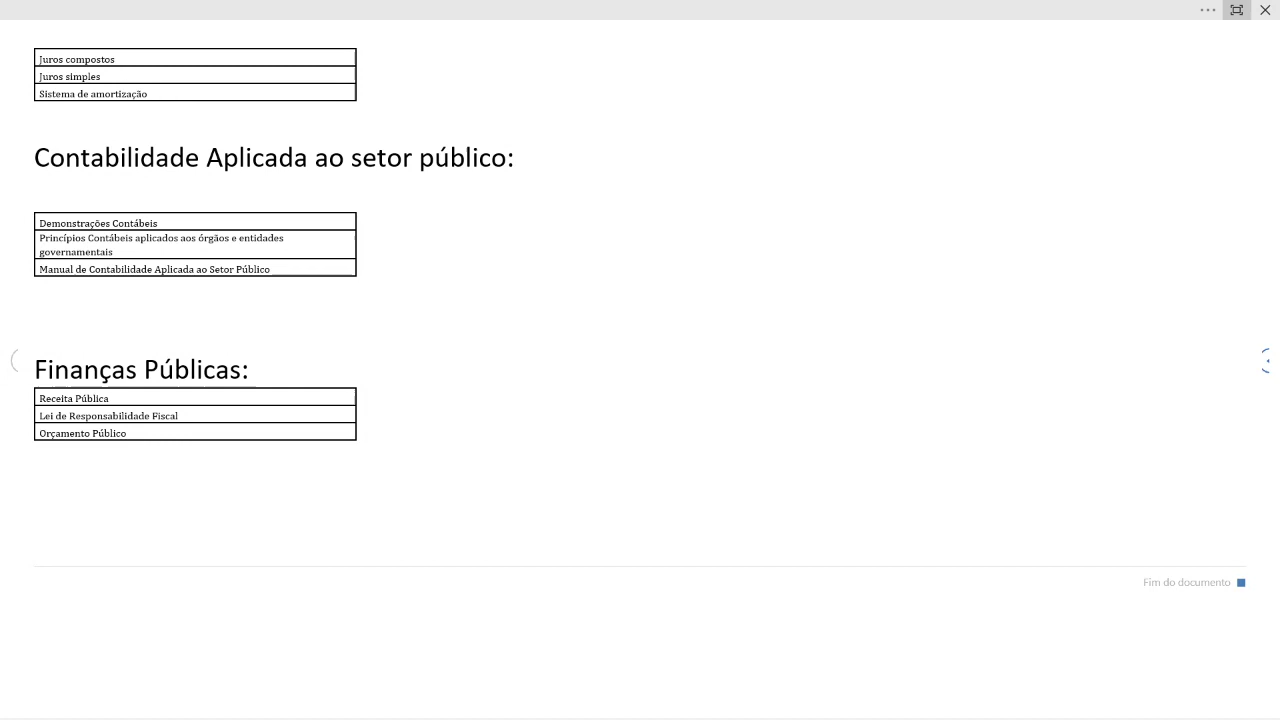 Juros compostos
Juros simples
Sistema de amortização
Contabilidade Aplicada ao setor público:
Demonstrações Contábeis
Princípios Contábeis aplicados aos órgãos e entidades
governamentais
Manual de Contabilidade Aplicada ao Setor Público
Finanças Públicas:
Receita Pública
Lei de Responsabilidade Fiscal
Orçamento Público
Fim do documento